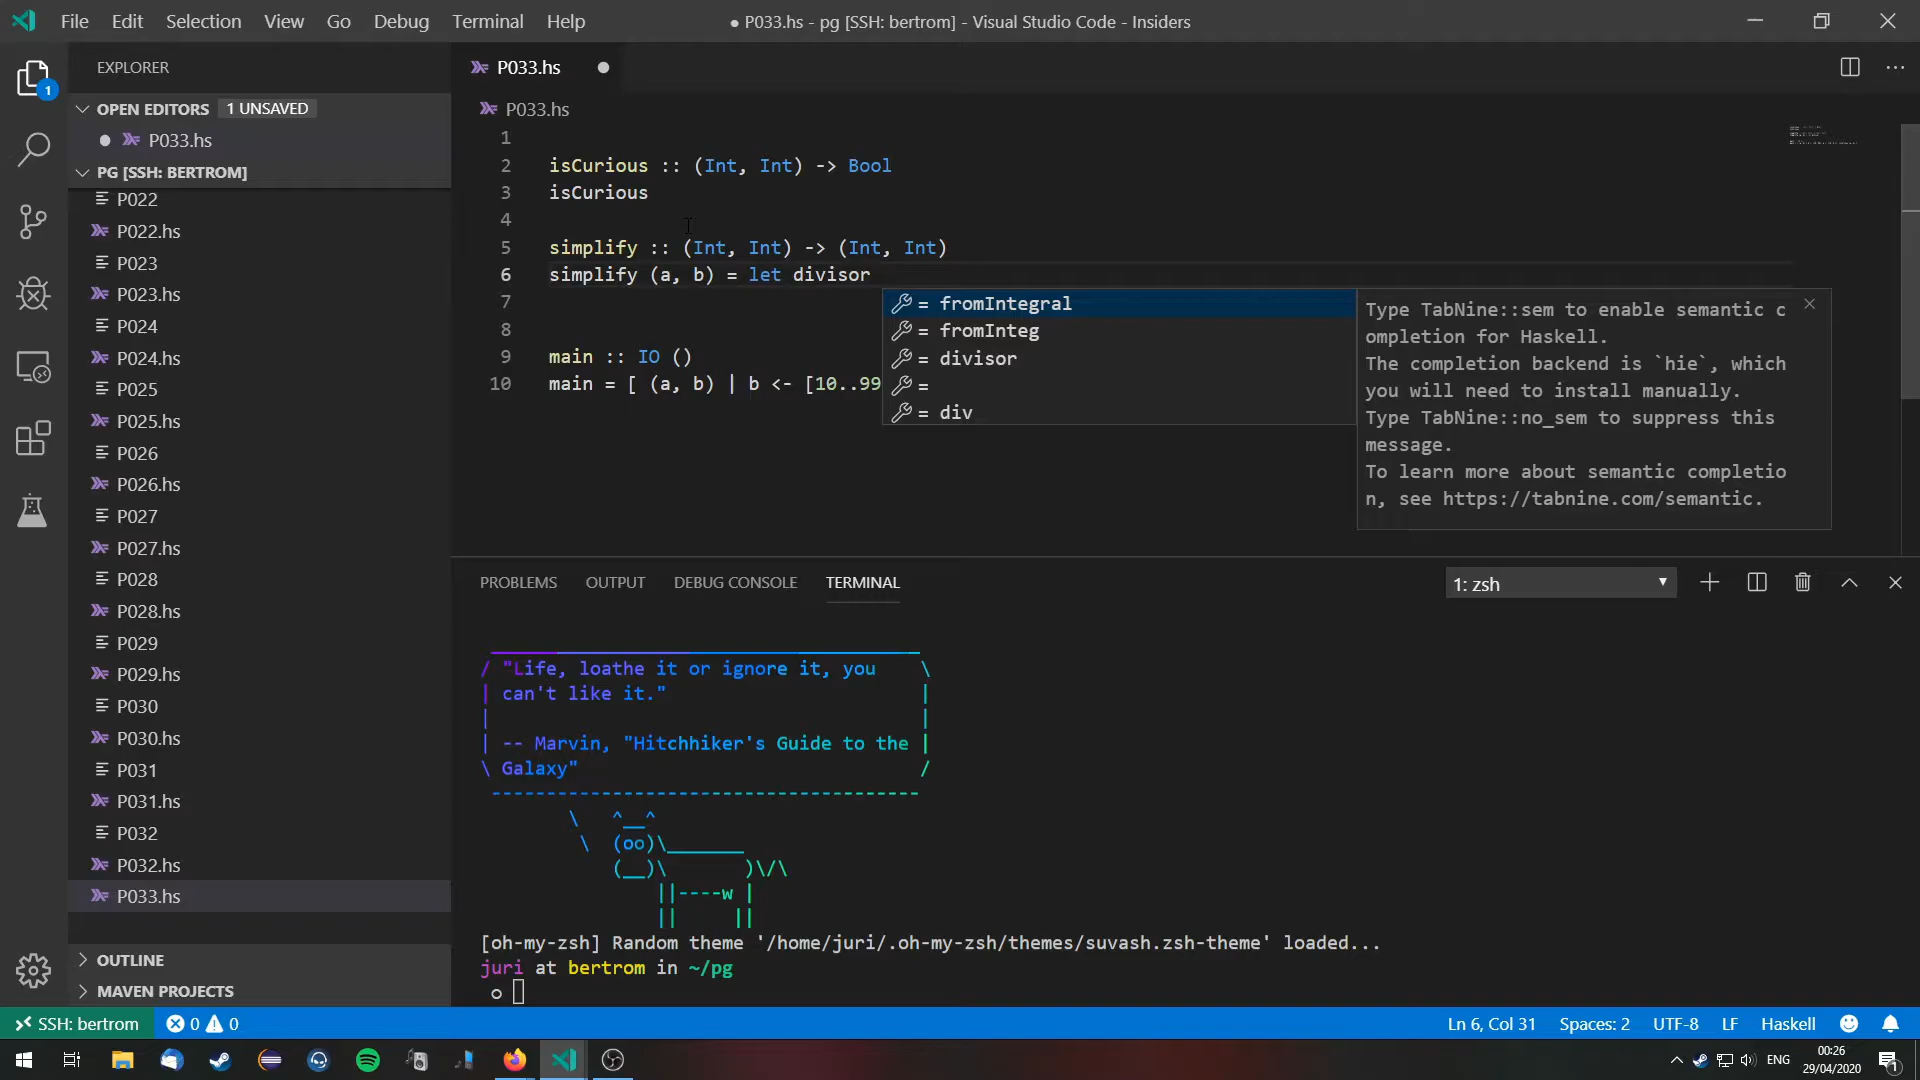 File Edit Selection View Go Debug Terminal Help
● P033.hs - pg [SSH: bertrom] - Visual Studio Code - Insiders
1
EXPLORER
OPEN EDITORS 1 UNSAVED
P033.hs
PG [SSH: BERTROM]
P022
P022.hs
P023
P023.hs
P024
P024.hs
P025
P025.hs
P026
P026.hs
P027
P027.hs
P028
P028.hs
P029
P029.hs
P030
P030.hs
P031
P031.hs
P032
P032.hs
P033.hs
OUTLINE
MAVEN PROJECTS
P033.hs
P033.hs
1
2 isCurious :: (Int, Int) -> Bool
3 isCurious
4
5 simplify :: (Int, Int) -> (Int, Int)
6 simplify (a, b) = let divisor
7
8
9 main :: IO ()
10 main = [ (a, b) | b <- [10..99
= fromIntegral
= fromInteg
= divisor
=
= div
Type TabNine::sem to enable semantic c
ompletion for Haskell.
The completion backend is `hie`, which
you will need to install manually.
Type TabNine::no_sem to suppress this
message.
To learn more about semantic completio
n, see https://tabnine.com/semantic.
PROBLEMS OUTPUT DEBUG CONSOLE TERMINAL
1: zsh
/ "Life, loathe it or ignore it, you \
| can't like it." |
| |
| -- Marvin, "Hitchhiker's Guide to the |
\ Galaxy" /
---------------------------------------
\ ^__^
\ (oo)\_______
(__)\ )\/\
||----w |
|| ||
[oh-my-zsh] Random theme '/home/juri/.oh-my-zsh/themes/suvash.zsh-theme' loaded...
juri at bertrom in ~/pg
○
SSH: bertrom 0 0
Ln 6, Col 31 Spaces: 2 UTF-8 LF Haskell
ENG
00:26
29/04/2020
1